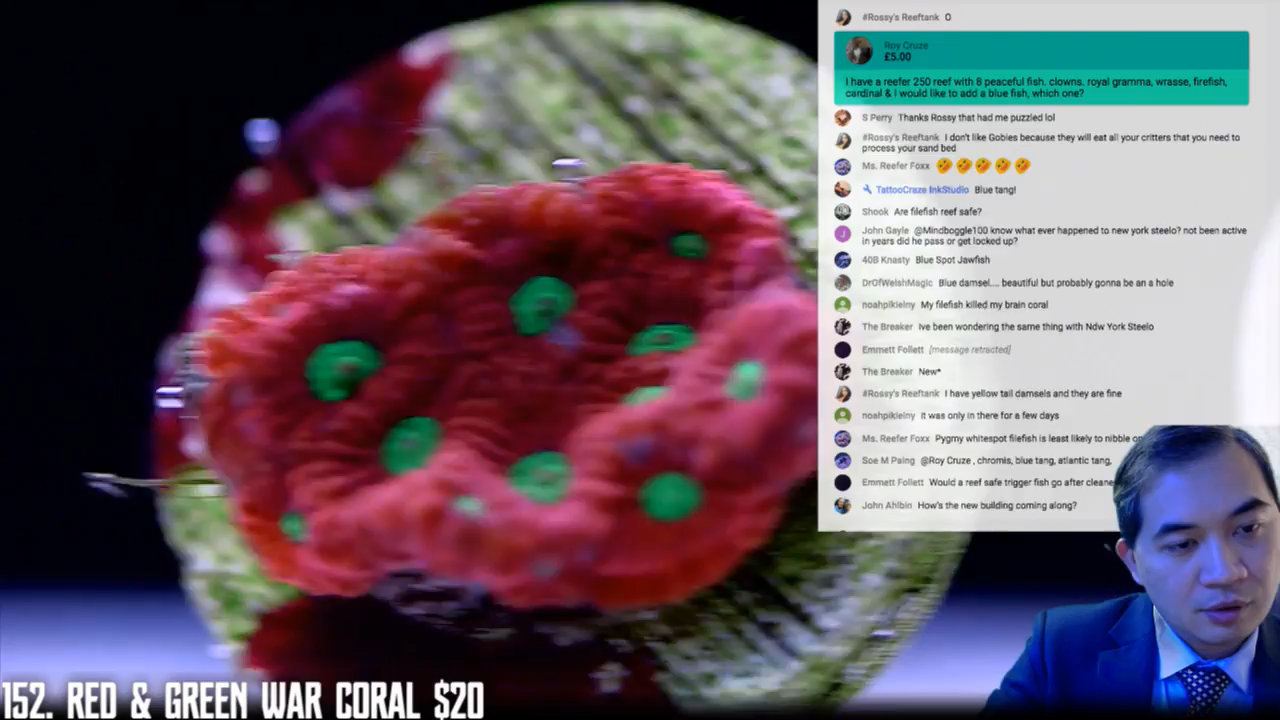 #Rossy's Reeftank O
Roy Cruze
£5.00
I have a reefer 250 reef with 8 peaceful fish. clowns. royal gramma, wrasse, firefish,
cardinal & I would like to add a blue fish, which one?
S Perry Thanks Rossy that had me puzzled lol
#Rossy's Reeftank I don't like Gobies because they will eat all your critters that you need to
process your sand bed
Ms. Reefer Foxx 🤣🤣🤣🤣🤣
TattooCraze InkStudio Blue tang!
Shook Are filefish reef safe?
J John Gayle @Mindboggle100 know what ever happened to new york steelo? not been active
in years did he pass or get locked up?
40B Knasty Blue Spot Jawfish
DrOfWelshMagic Blue damsel.... beautiful but probably gonna be an a hole
noahpikielny My filefish killed my brain coral
The Breaker Ive been wondering the same thing with Ndw York Steelo
Emmett Follett [message retracted]
The Breaker New*
#Rossy's Reeftank I have yellow tail damsels and they are fine
noahpikielny It was only in there for a few days
Ms. Reefer Foxx Pygmy whitespot filefish is least likely to nibble on
Soe M Paing @Roy Cruze , chromis, blue tang, atlantic tang,
Emmett Follett Would a reef safe trigger fish go after cleane
John Ahlbin How's the new building coming along?
152. RED & GREEN WAR CORAL $20